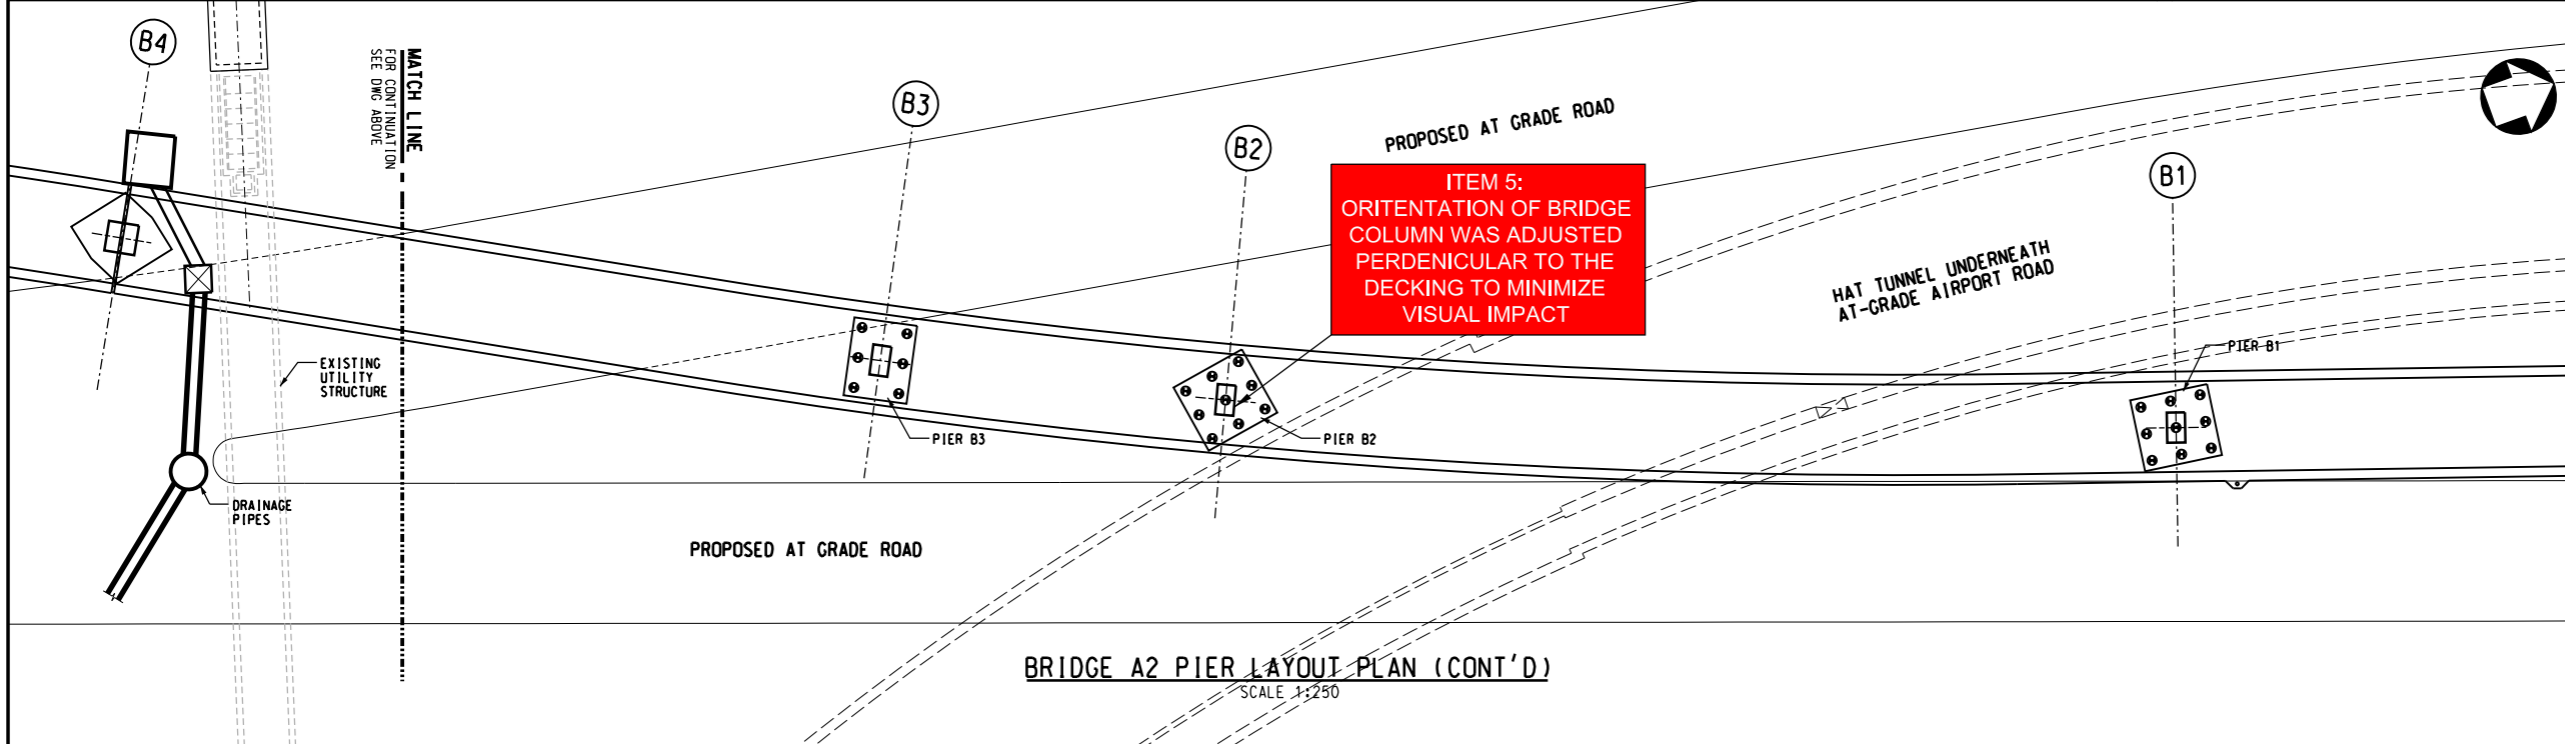 B4
MATCH LINE
FOR CONTINUATION
SEE DWG ABOVE
B3
B2
PROPOSED AT GRADE ROAD
ITEM 5:
ORITENTATION OF BRIDGE
COLUMN WAS ADJUSTED
PERDENICULAR TO THE
DECKING TO MINIMIZE
VISUAL IMPACT
B1
HAT TUNNEL UNDERNEATH
AT-GRADE AIRPORT ROAD
PIER B1
EXISTING
UTILITY
STRUCTURE
PIER B3
PIER B2
DRAINAGE
PIPES
PROPOSED AT GRADE ROAD
BRIDGE A2 PIER LAYOUT PLAN (CONT'D)
SCALE 1:250